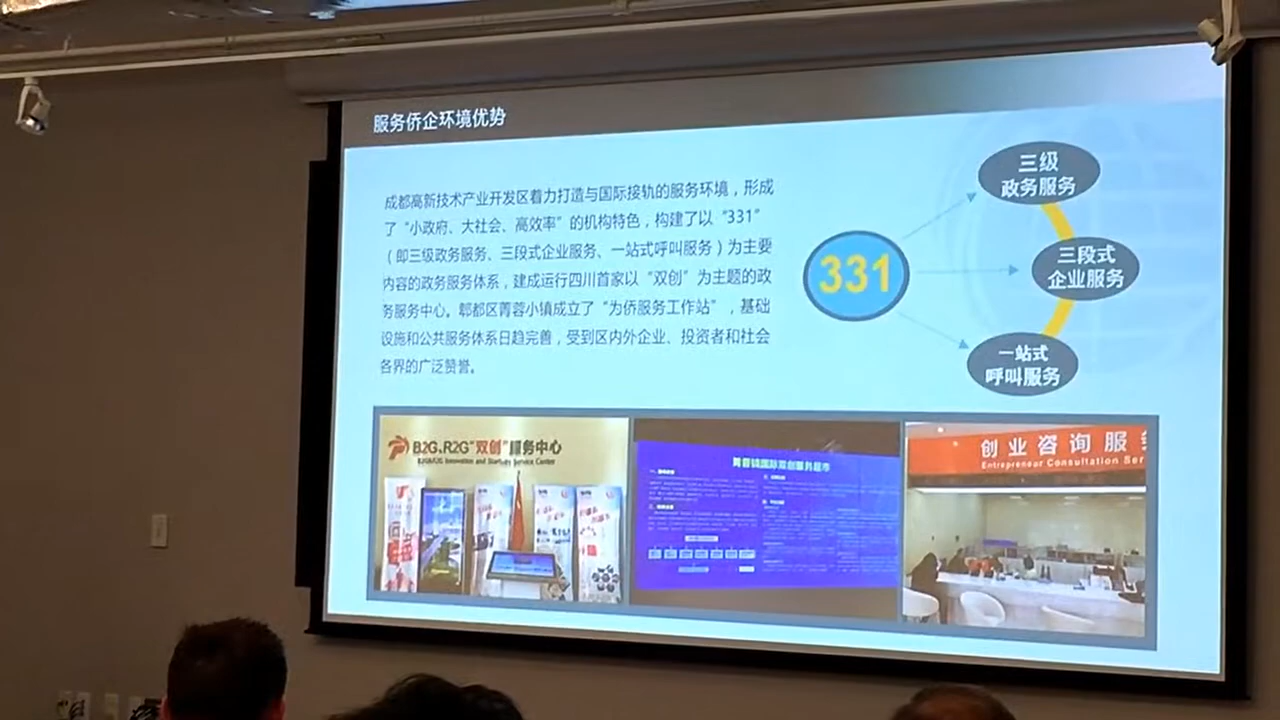 服务侨企环境优势
成都高新技术产业开发区着力打造与国际接轨的服务环境，形成
了“小政府、大社会、高效率”的机构特色，构建了以“331”
（即三级政务服务、三段式企业服务、一站式呼叫服务）为主要
内容的政务服务体系，建成运行四川首家以“双创”为主题的政
务服务中心。郫都区菁蓉小镇成立了“为侨服务工作站”，基础
设施和公共服务体系日趋完善，受到区内外企业、投资者和社会
各界的广泛赞誉。
331
三级
政务服务
三段式
企业服务
一站式
呼叫服务
B2G、R2G“双创”服务中心
B2G&R2G Innovation and Startups Service Center
菁蓉镇国际双创服务超市
创业咨询服
Entrepreneur Consultation Ser